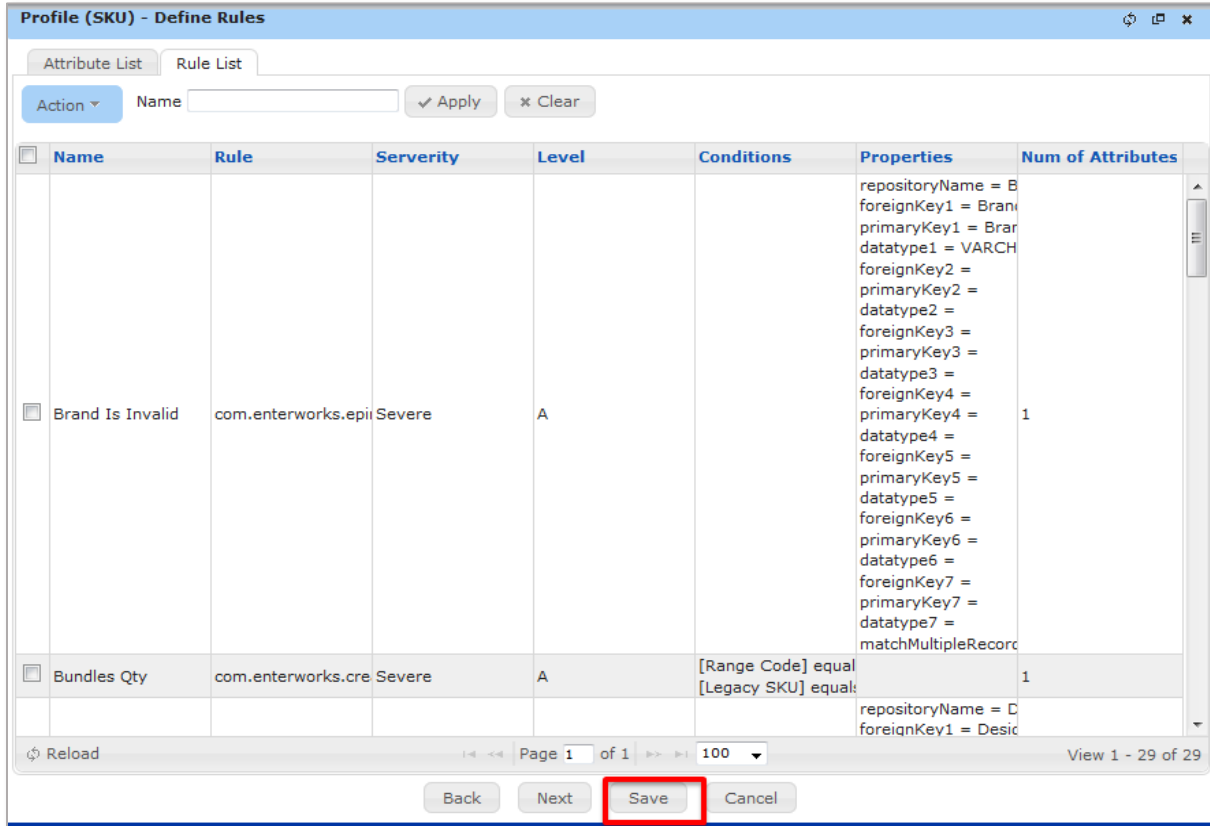 Profile (SKU) - Define Rules
Attribute List Rule List
Action Name Apply Clear
Name Rule Serverity Level Conditions Properties Num of Attributes
repositoryName = B
foreignKey1 = Bran
primaryKey1 = Bran
datatype1 = VARCH
foreignKey2 =
primaryKey2 =
datatype2 =
foreignKey3 =
primaryKey3 =
datatype3 =
foreignKey4 =
Brand Is Invalid com.enterworks.epi Severe A primaryKey4 = 1
datatype4 =
foreignKey5 =
primaryKey5 =
datatype5 =
foreignKey6 =
primaryKey6 =
datatype6 =
foreignKey7 =
primaryKey7 =
datatype7 =
matchMultipleRecord
[Range Code] equal
Bundles Qty com.enterworks.cre Severe A 1
[Legacy SKU] equals
repositoryName = D
foreignKey1 = Desig
Reload Page 1 of 1 100 View 1 - 29 of 29
Back Next Save Cancel